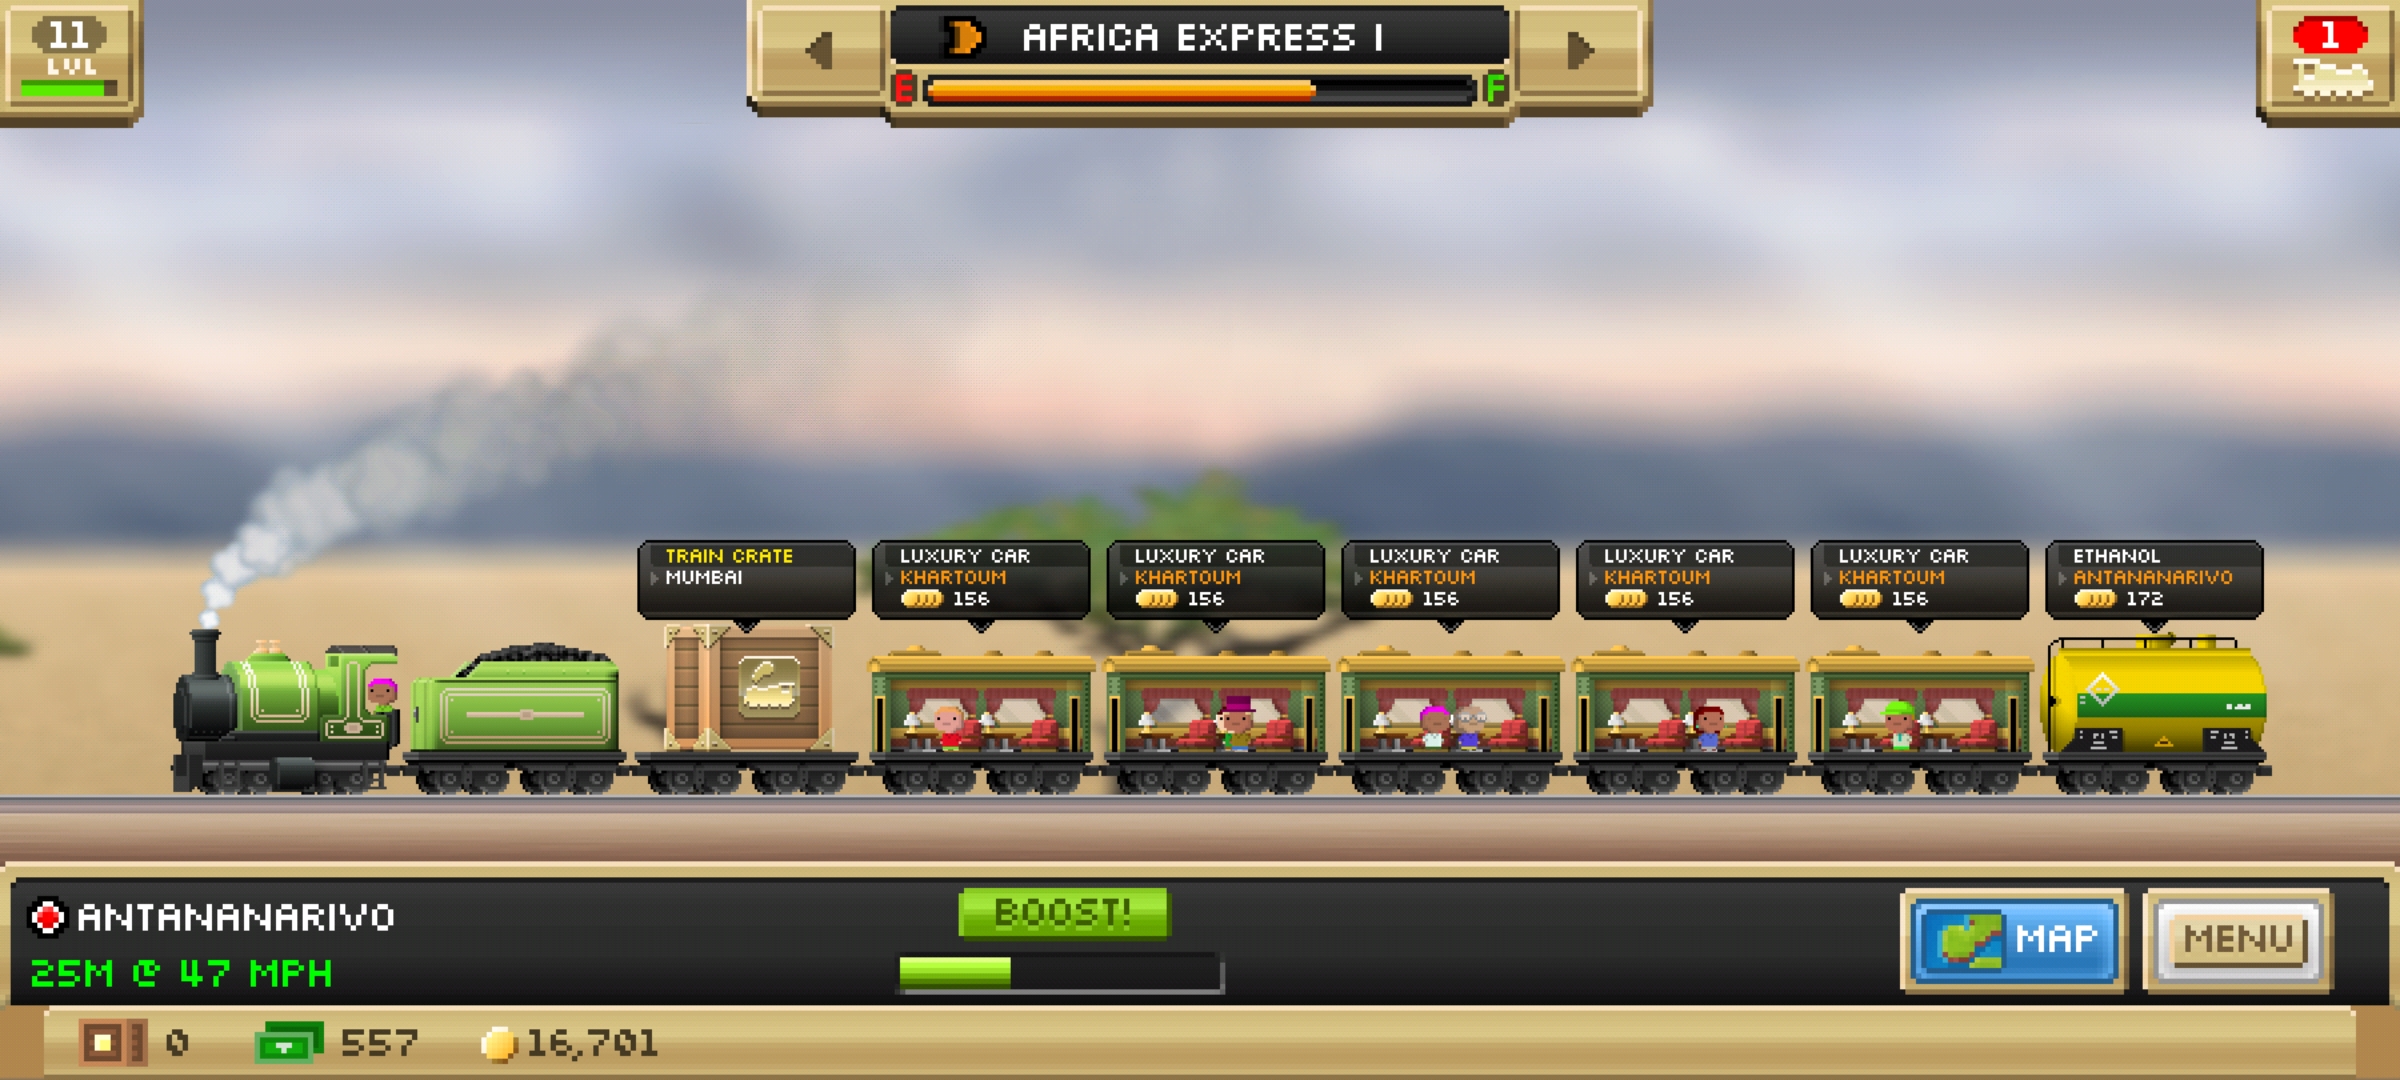 11
LVL
AFRICA EXPRESS I
E
F
1
TRAIN CRATE
MUMBAI
LUXURY CAR
KHARTOUM
156
LUXURY CAR
KHARTOUM
156
LUXURY CAR
KHARTOUM
156
LUXURY CAR
KHARTOUM
156
LUXURY CAR
KHARTOUM
156
ETHANOL
ANTANANARIVO
172
ANTANANARIVO
25M @ 47 MPH
BOOST!
MAP
MENU
0
557
16,701